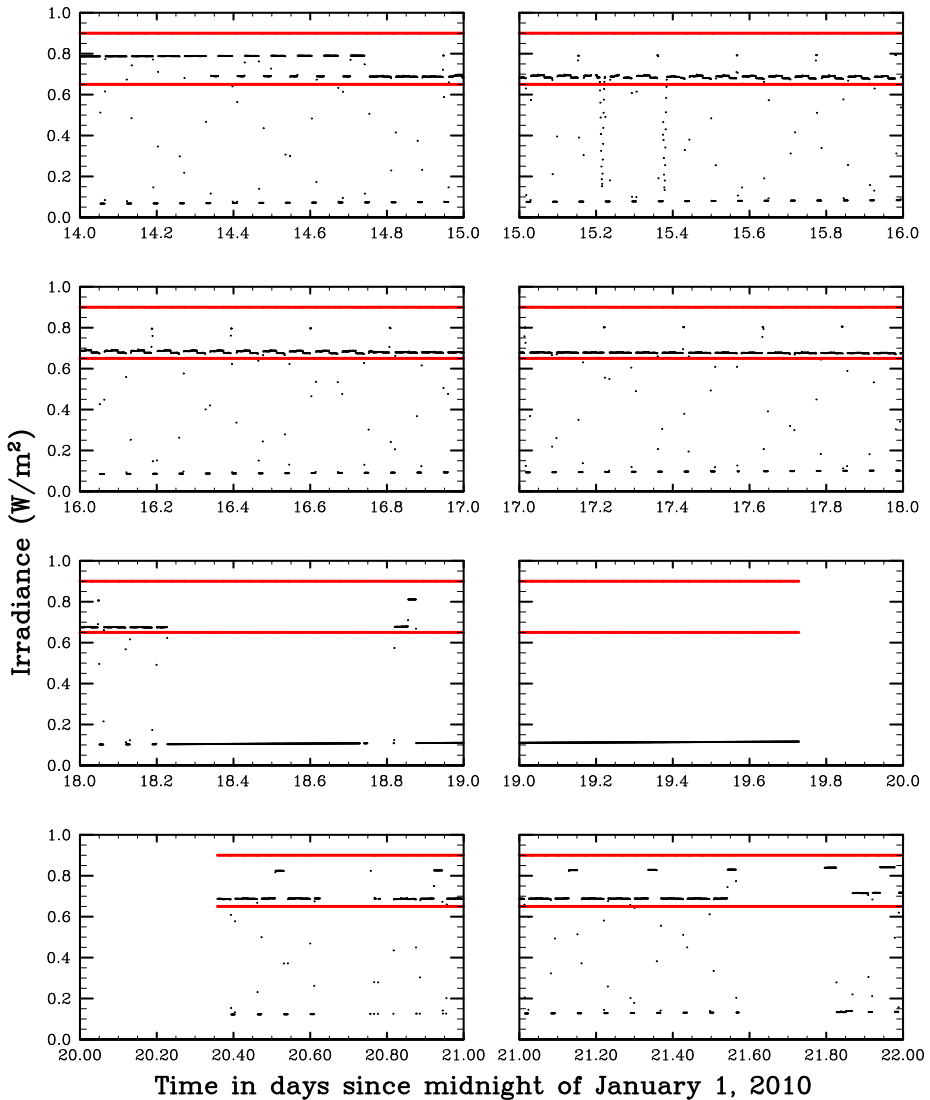 1.0
0.8
0.6
0.4
0.2
0.0
14.0 14.2 14.4 14.6 14.8 15.0
15.0 15.2 15.4 15.6 15.8 16.0
1.0
0.8
0.6
0.4
0.2
0.0
16.0 16.2 16.4 16.6 16.8 17.0
17.0 17.2 17.4 17.6 17.8 18.0
Irradiance (W/m²)
1.0
0.8
0.6
0.4
0.2
0.0
18.0 18.2 18.4 18.6 18.8 19.0
19.0 19.2 19.4 19.6 19.8 20.0
1.0
0.8
0.6
0.4
0.2
0.0
20.00 20.20 20.40 20.60 20.80 21.00
21.00 21.20 21.40 21.60 21.80 22.00
Time in days since midnight of January 1, 2010